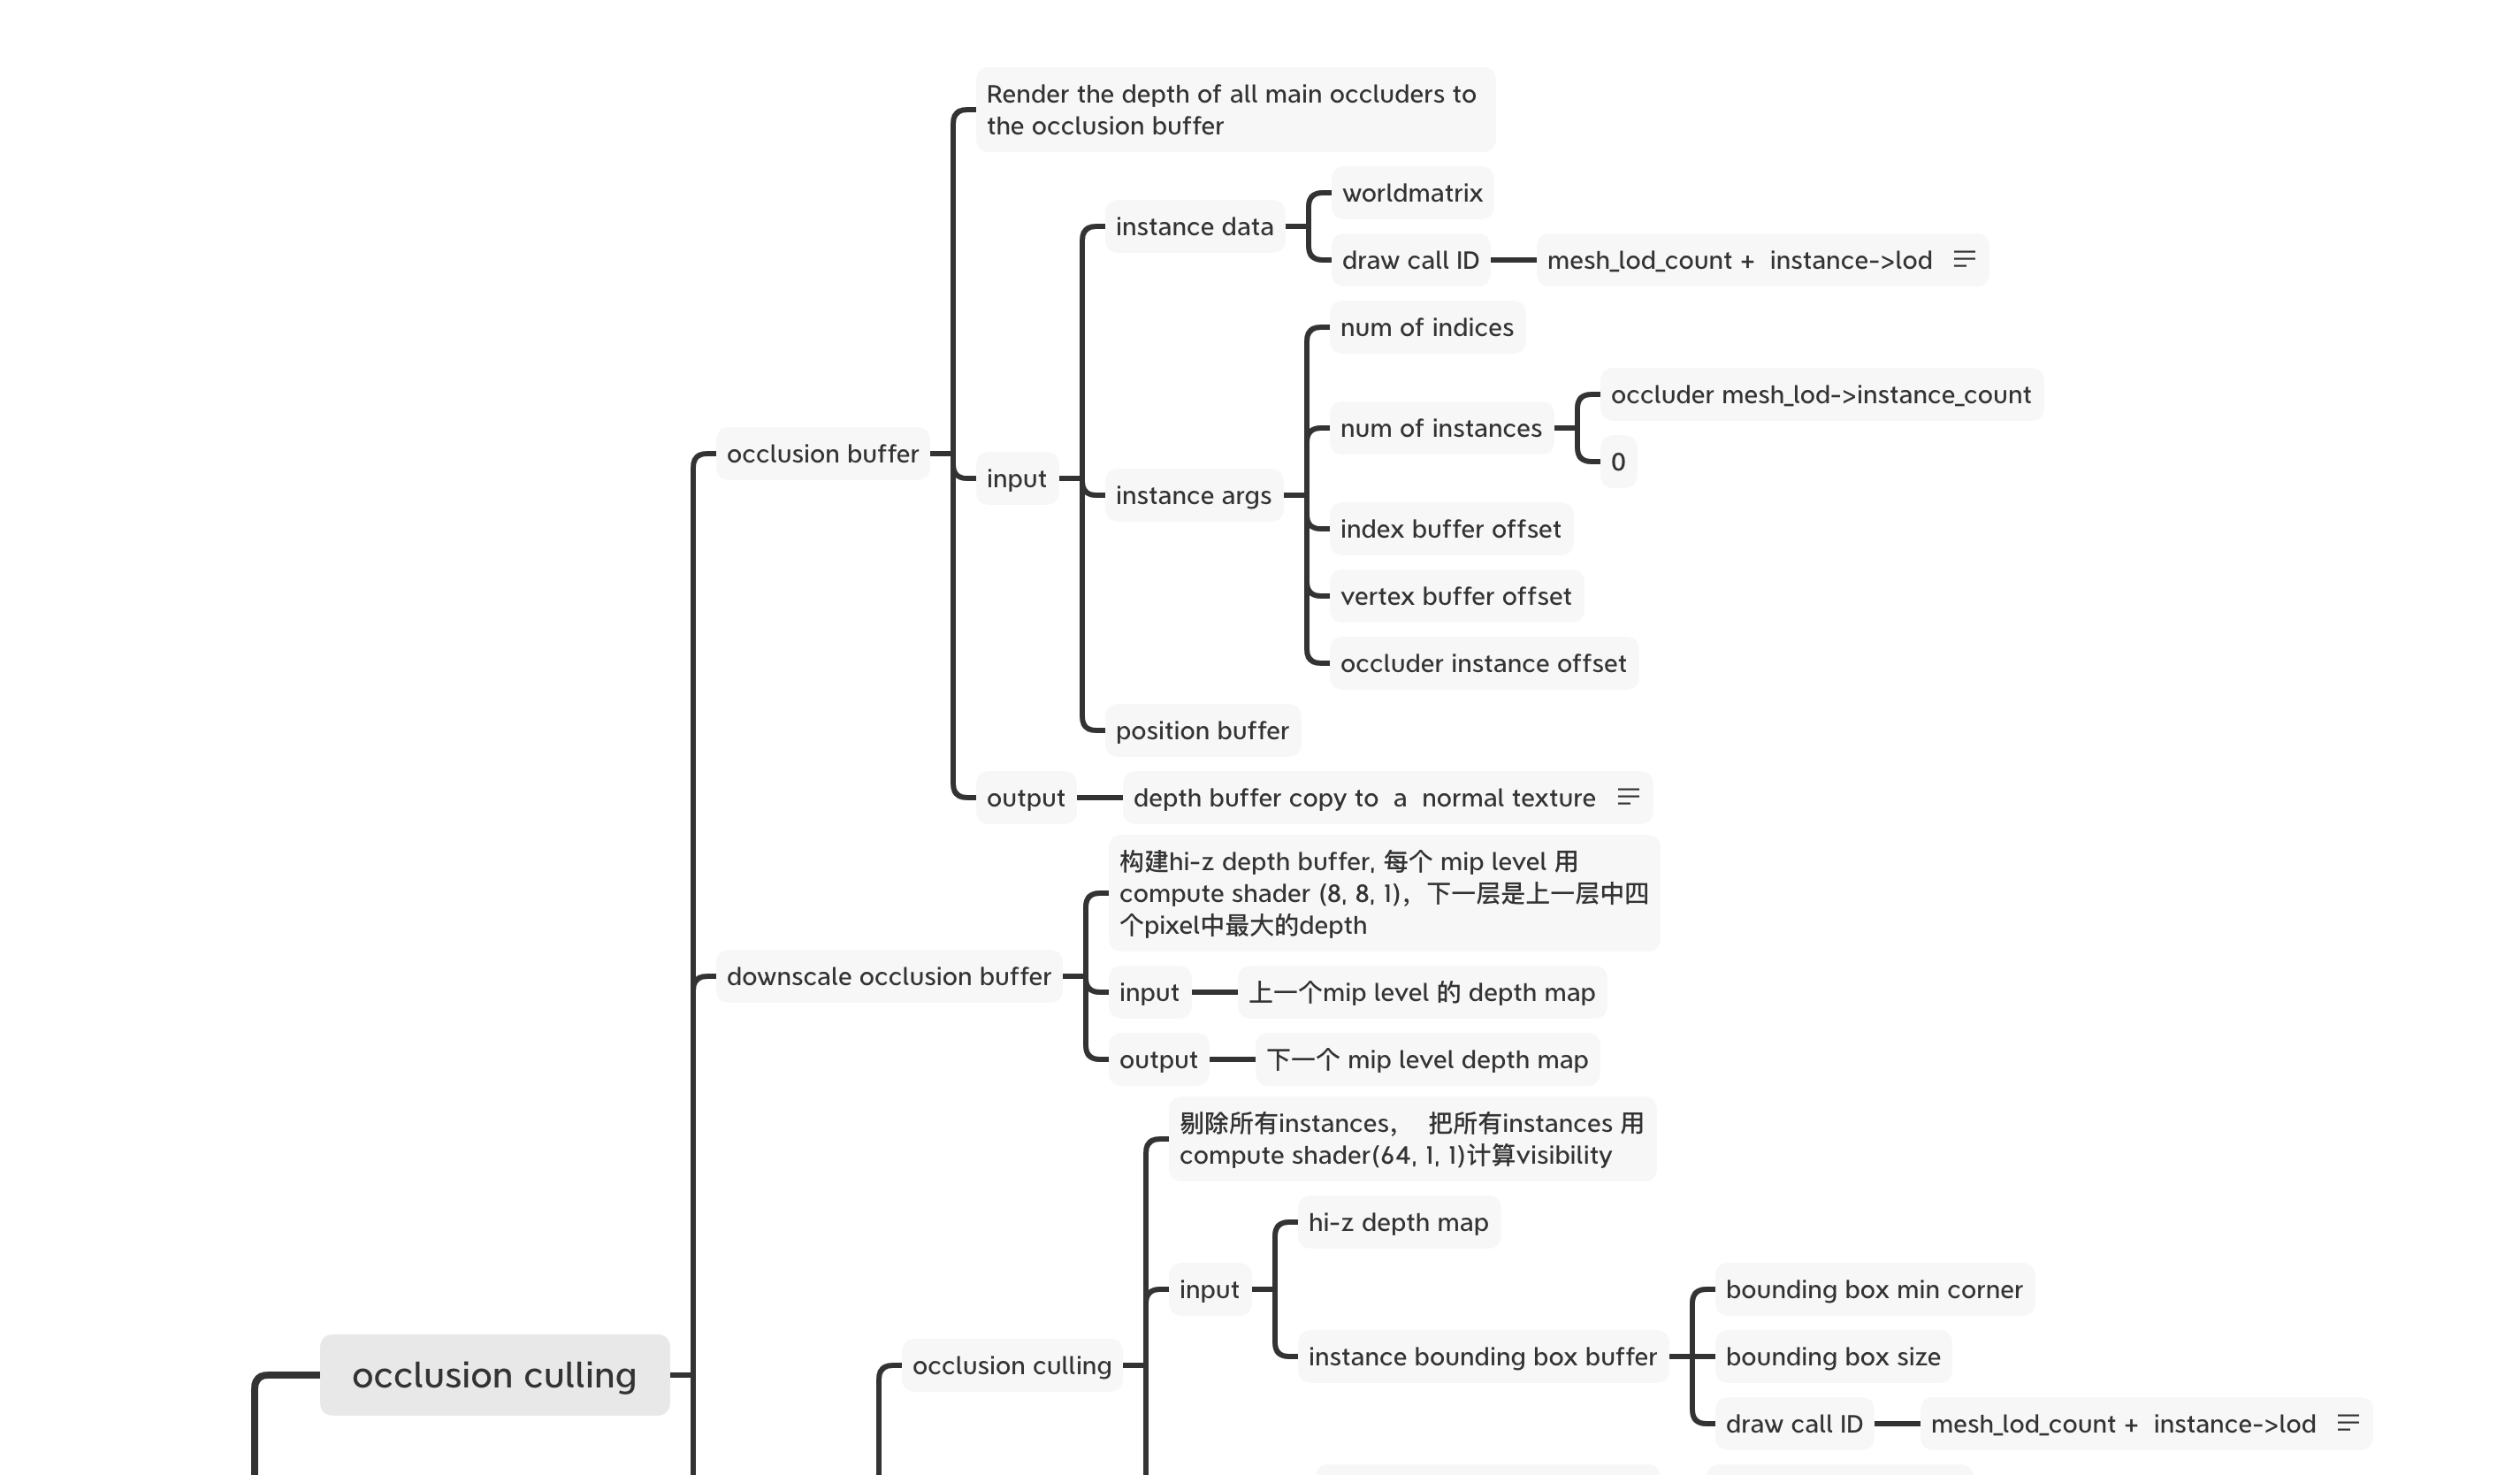 Render the depth of all main occluders to
the occlusion buffer
worldmatrix
instance data
draw call ID
mesh_lod_count + instance->lod
num of indices
occluder mesh_lod->instance_count
num of instances
occlusion buffer
0
input
instance args
index buffer offset
vertex buffer offset
occluder instance offset
position buffer
output
depth buffer copy to a normal texture
构建hi-z depth buffer, 每个 mip level 用
compute shader (8, 8, 1)，下一层是上一层中四
个pixel中最大的depth
downscale occlusion buffer
input
上一个mip level 的 depth map
output
下一个 mip level depth map
剔除所有instances， 把所有instances 用
compute shader(64, 1, 1)计算visibility
hi-z depth map
input
bounding box min corner
instance bounding box buffer
bounding box size
occlusion culling
occlusion culling
draw call ID
mesh_lod_count + instance->lod